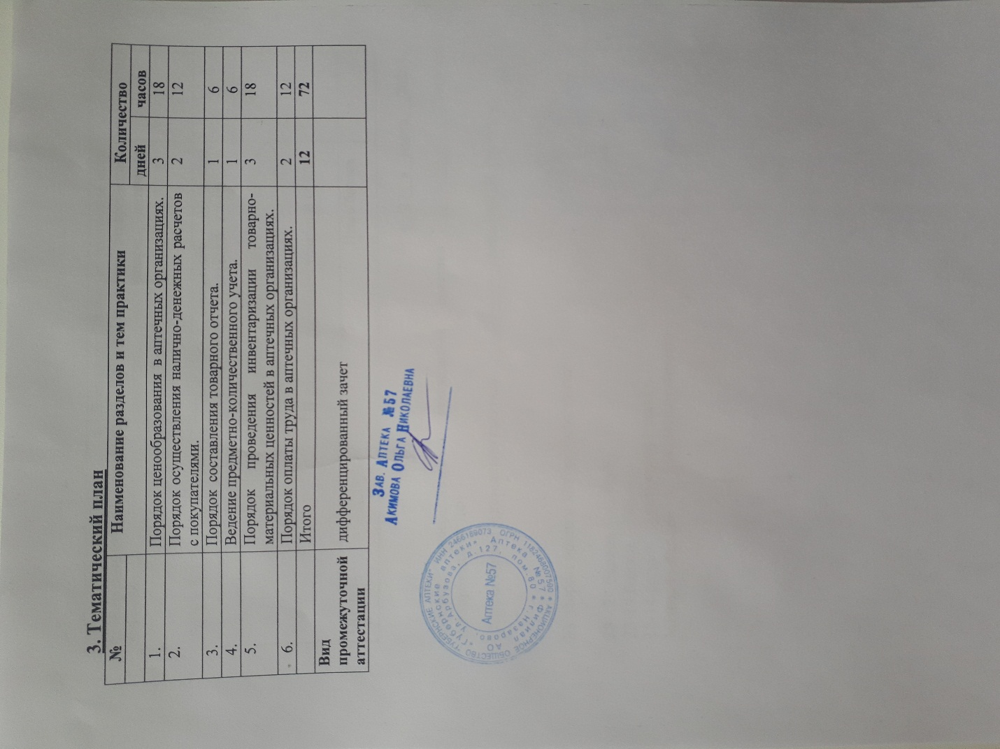 3. Тематический план
№ Наименование разделов и тем практики Количество
дней часов
1. Порядок ценообразования в аптечных организациях. 3 18
2. Порядок осуществления налично-денежных расчетов 2 12
с покупателями.
3. Порядок составления товарного отчета. 1 6
4. Ведение предметно-количественного учета. 1 6
5. Порядок проведения инвентаризации товарно- 3 18
материальных ценностей в аптечных организациях.
6. Порядок оплаты труда в аптечных организациях. 2 12
Итого 12 72
Вид дифференцированный зачет
промежуточной
аттестации
Зав. Аптека №57
Акимова Ольга Николаевна
АКЦИОНЕРНОЕ ОБЩЕСТВО "ГУБЕРНСКИЕ АПТЕКИ" ИНН 2466189073 ОГРН 1182468007590
Филиал АО «Губернские аптеки» Аптека №57
г.Назарово, ул.Арбузова, д.127, пом.80
Аптека №57